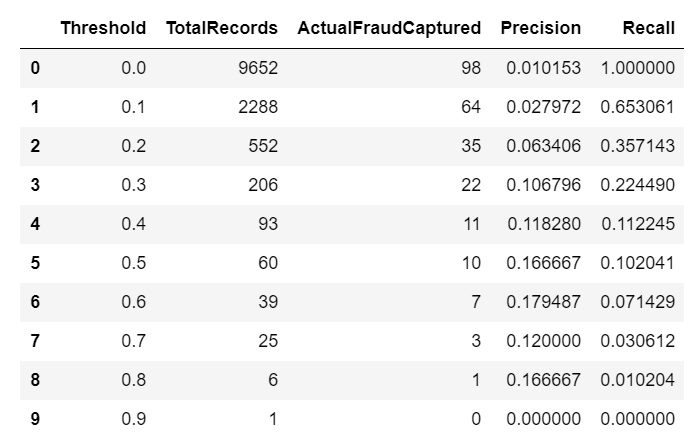 Threshold TotalRecords ActualFraudCaptured Precision Recall
0 0.0 9652 98 0.010153 1.000000
1 0.1 2288 64 0.027972 0.653061
2 0.2 552 35 0.063406 0.357143
3 0.3 206 22 0.106796 0.224490
4 0.4 93 11 0.118280 0.112245
5 0.5 60 10 0.166667 0.102041
6 0.6 39 7 0.179487 0.071429
7 0.7 25 3 0.120000 0.030612
8 0.8 6 1 0.166667 0.010204
9 0.9 1 0 0.000000 0.000000